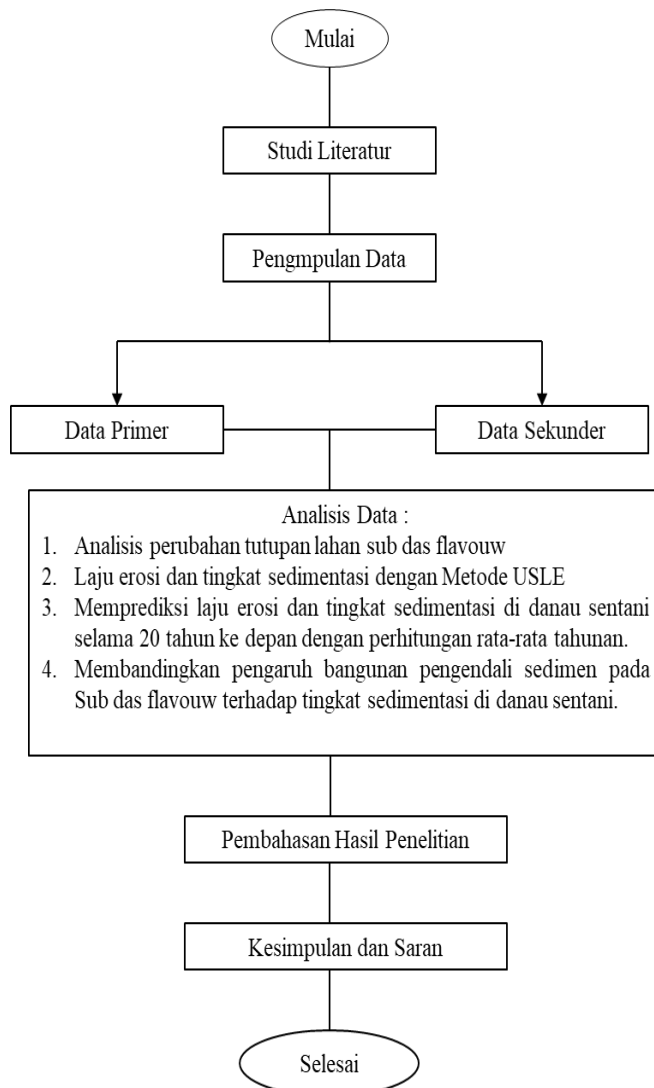 Mulai
Studi Literatur
Pengmpulan Data
Data Primer
Data Sekunder
Analisis Data :
1. Analisis perubahan tutupan lahan sub das flavouw
2. Laju erosi dan tingkat sedimentasi dengan Metode USLE
3. Memprediksi laju erosi dan tingkat sedimentasi di danau sentani
selama 20 tahun ke depan dengan perhitungan rata-rata tahunan.
4. Membandingkan pengaruh bangunan pengendali sedimen pada
Sub das flavouw terhadap tingkat sedimentasi di danau sentani.
Pembahasan Hasil Penelitian
Kesimpulan dan Saran
Selesai